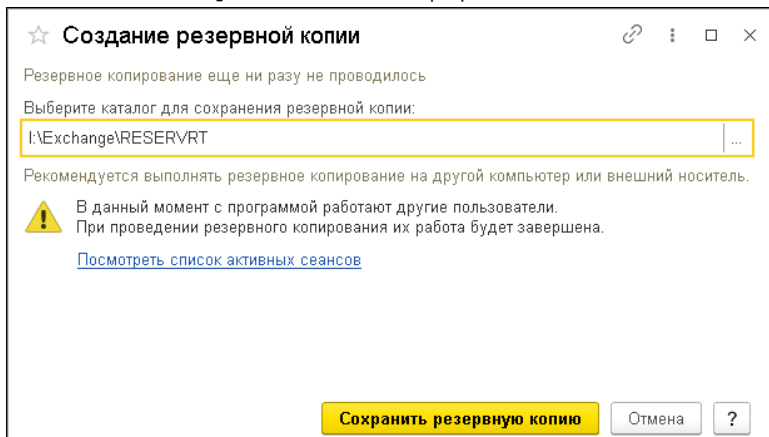 Создание резервной копии
Резервное копирование еще ни разу не проводилось
Выберите каталог для сохранения резервной копии:
I:\Exchange\RESERVRT
...
Рекомендуется выполнять резервное копирование на другой компьютер или внешний носитель.
В данный момент с программой работают другие пользователи.
При проведении резервного копирования их работа будет завершена.
Посмотреть список активных сеансов
Сохранить резервную копию Отмена ?